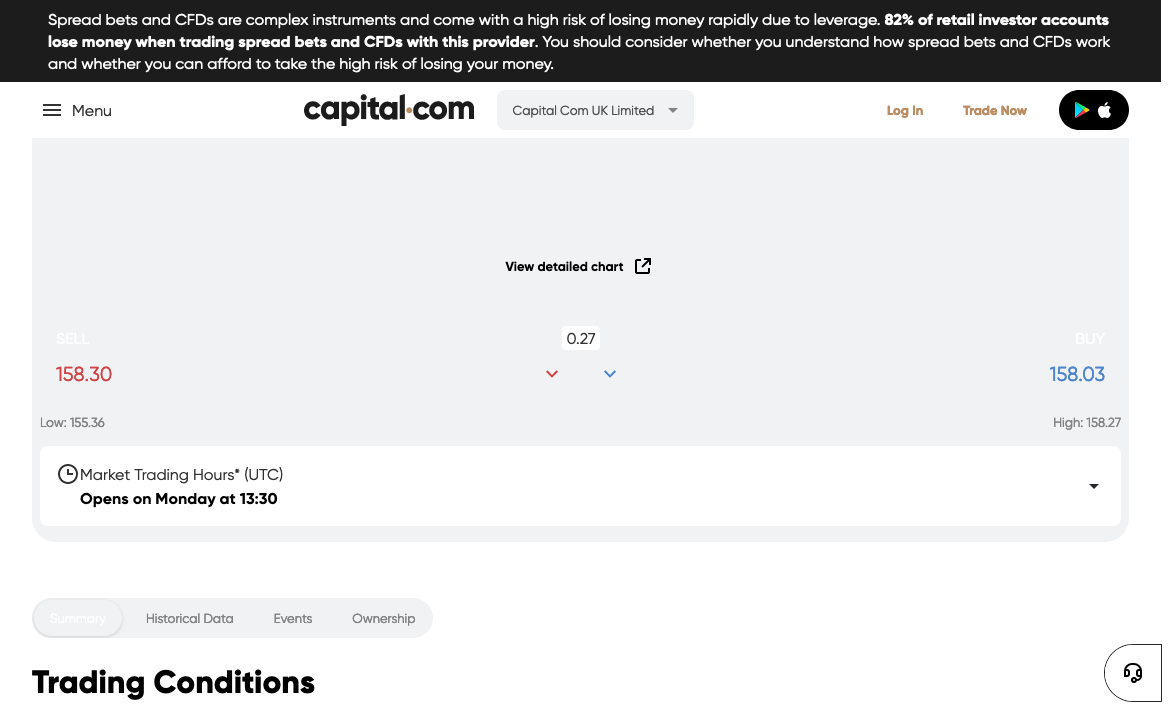 Spread bets and CFDs are complex instruments and come with a high risk of losing money rapidly due to leverage. 82% of retail investor accounts
lose money when trading spread bets and CFDs with this provider. You should consider whether you understand how spread bets and CFDs work
and whether you can afford to take the high risk of losing your money.
Menu
capital.com
Capital Com UK Limited
Log In
Trade Now
View detailed chart
SELL
0.27
BUY
158.30
158.03
Low: 155.36
High: 158.27
Market Trading Hours* (UTC)
Opens on Monday at 13:30
Summary
Historical Data
Events
Ownership
Trading Conditions